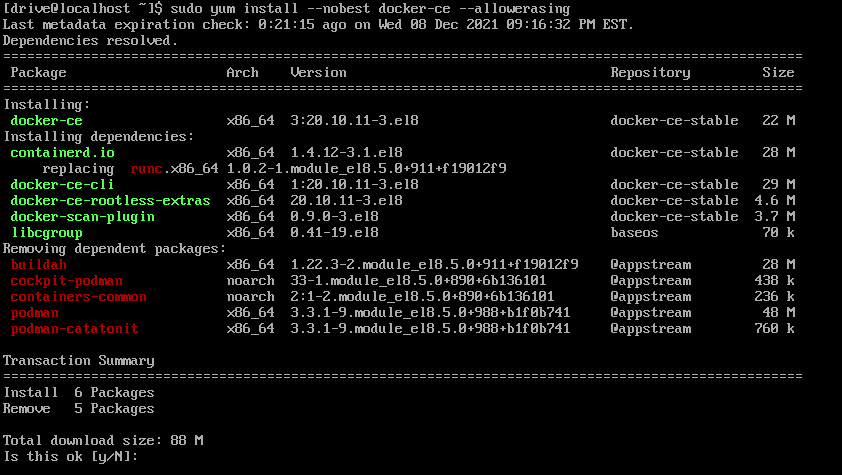 [drive@localhost ~]$ sudo yum install --nobest docker-ce --allowerasing
Last metadata expiration check: 0:21:15 ago on Wed 08 Dec 2021 09:16:32 PM EST.
Dependencies resolved.
====================================================================================================
Package Arch Version Repository Size
====================================================================================================
Installing:
docker-ce x86_64 3:20.10.11-3.el8 docker-ce-stable 22 M
Installing dependencies:
containerd.io x86_64 1.4.12-3.1.el8 docker-ce-stable 28 M
replacing runc.x86_64 1.0.2-1.module_el8.5.0+911+f19012f9
docker-ce-cli x86_64 1:20.10.11-3.el8 docker-ce-stable 29 M
docker-ce-rootless-extras x86_64 20.10.11-3.el8 docker-ce-stable 4.6 M
docker-scan-plugin x86_64 0.9.0-3.el8 docker-ce-stable 3.7 M
libcgroup x86_64 0.41-19.el8 baseos 70 k
Removing dependent packages:
buildah x86_64 1.22.3-2.module_el8.5.0+911+f19012f9 @appstream 28 M
cockpit-podman noarch 33-1.module_el8.5.0+890+6b136101 @appstream 438 k
containers-common noarch 2:1-2.module_el8.5.0+890+6b136101 @appstream 236 k
podman x86_64 3.3.1-9.module_el8.5.0+988+b1f0b741 @appstream 48 M
podman-catatonit x86_64 3.3.1-9.module_el8.5.0+988+b1f0b741 @appstream 760 k
Transaction Summary
====================================================================================================
Install 6 Packages
Remove 5 Packages
Total download size: 88 M
Is this ok [y/N]: